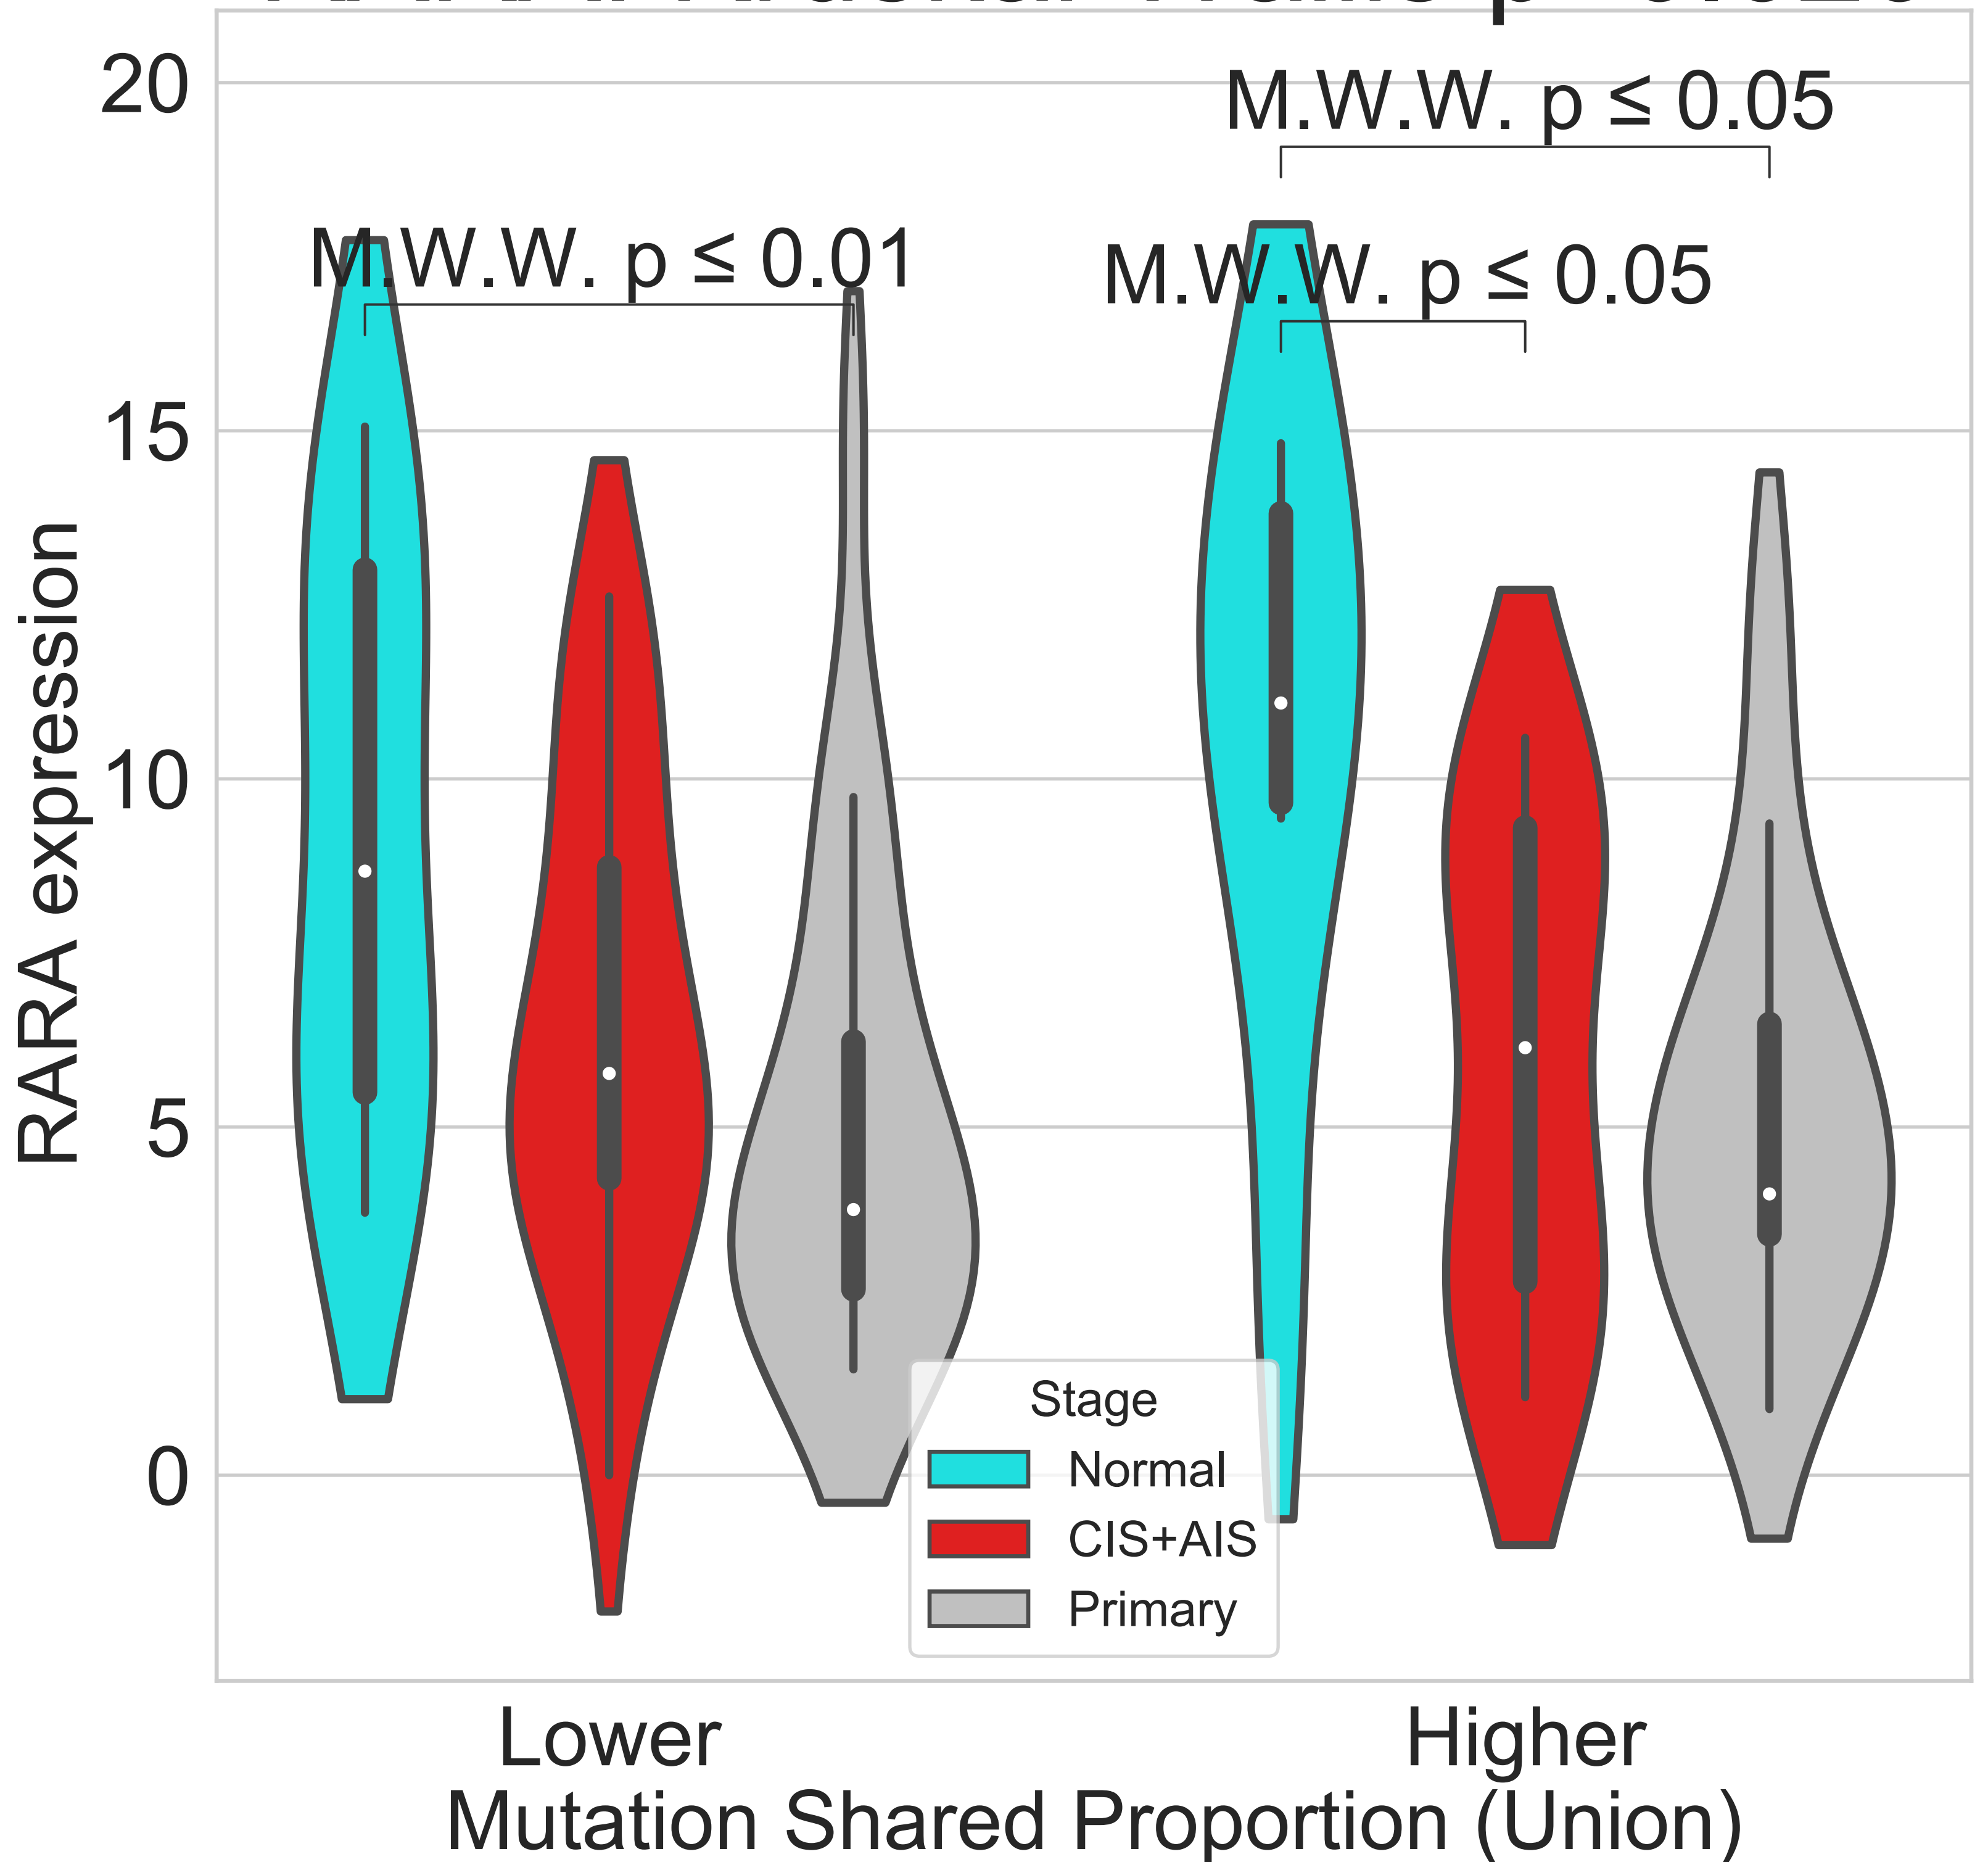 20
15
10
5
0
RARA expression
M.W.W. p ≤ 0.01
M.W.W. p ≤ 0.05
M.W.W. p ≤ 0.05
Stage
Normal
CIS+AIS
Primary
Lower
Higher
Mutation Shared Proportion (Union)